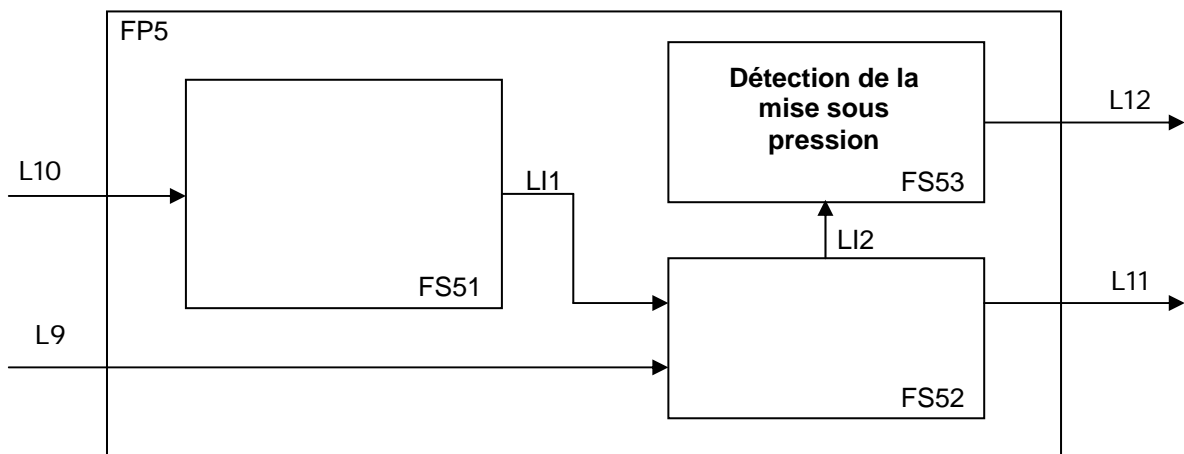 FP5
Détection de la
mise sous
pression
FS53
L12
L10
LI1
FS51
LI2
L11
L9
FS52